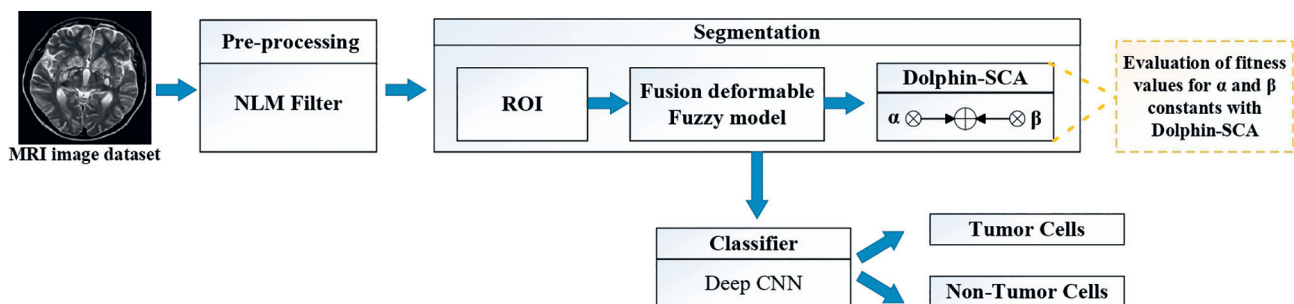 MRI image dataset
Pre-processing
NLM Filter
Segmentation
ROI
Fusion deformable
Fuzzy model
Dolphin-SCA
α β
Evaluation of fitness
values for α and β
constants with
Dolphin-SCA
Classifier
Deep CNN
Tumor Cells
Non-Tumor Cells